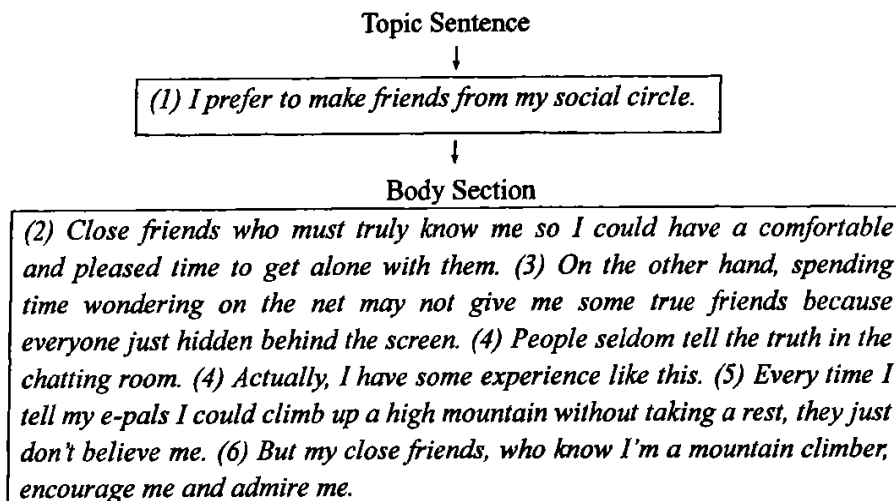 Topic Sentence
(1) I prefer to make friends from my social circle.
Body Section
(2) Close friends who must truly know me so I could have a comfortable
and pleased time to get alone with them. (3) On the other hand, spending
time wondering on the net may not give me some true friends because
everyone just hidden behind the screen. (4) People seldom tell the truth in the
chatting room. (4) Actually, I have some experience like this. (5) Every time I
tell my e-pals I could climb up a high mountain without taking a rest, they just
don't believe me. (6) But my close friends, who know I'm a mountain climber,
encourage me and admire me.